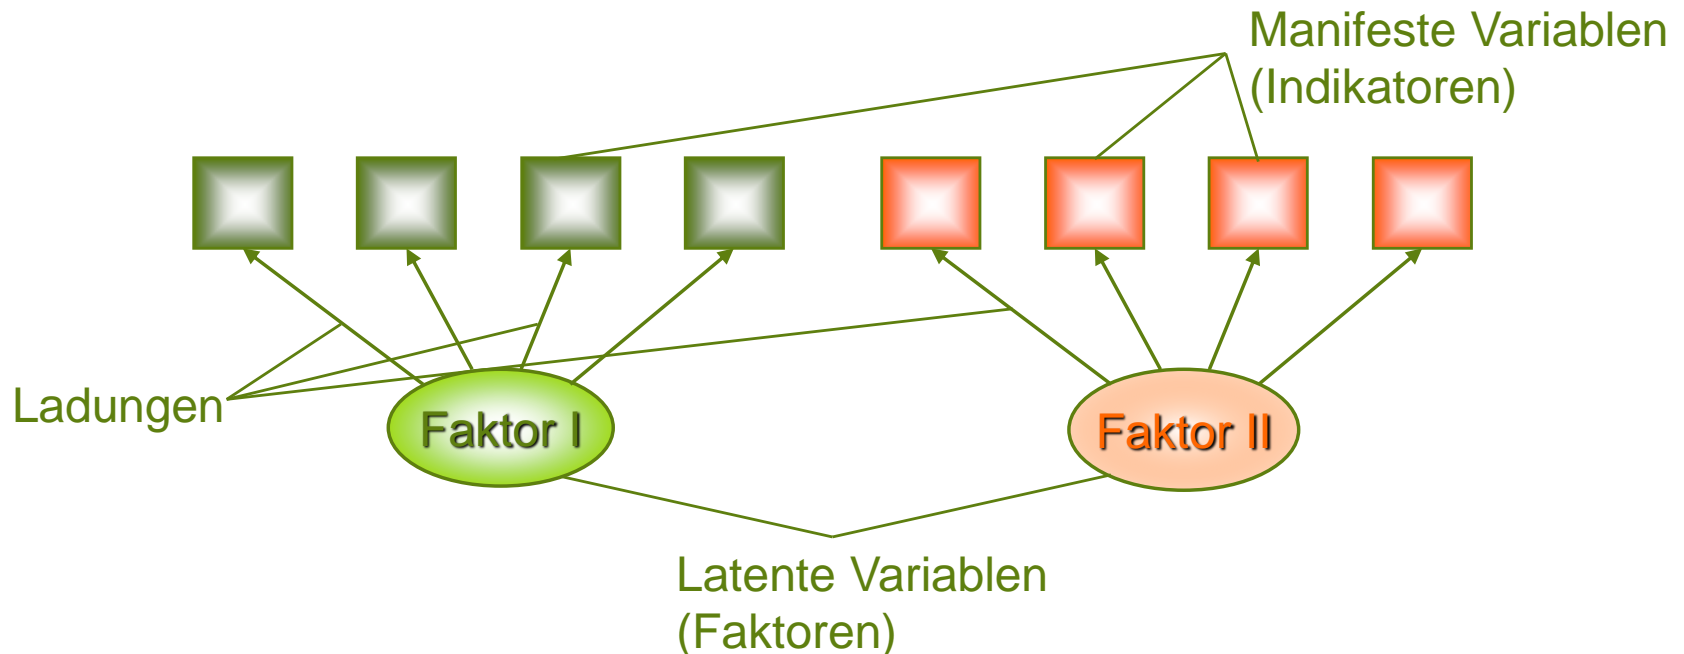 Manifeste Variablen
(Indikatoren)
Ladungen
Faktor I
Faktor II
Latente Variablen
(Faktoren)